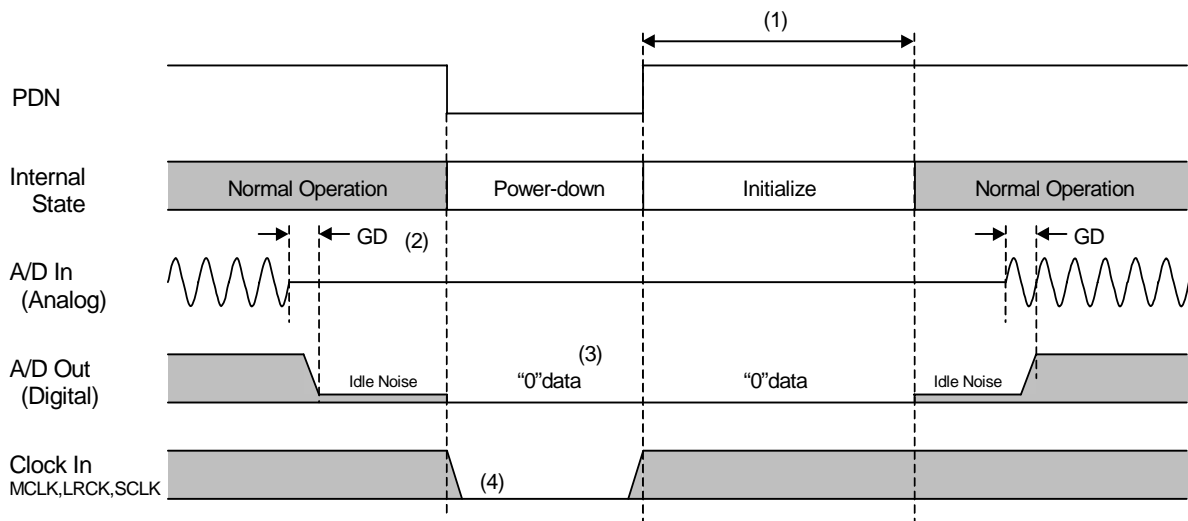 (1)
PDN
Internal
State
Normal Operation
Power-down
Initialize
Normal Operation
GD
(2)
GD
A/D In
(Analog)
A/D Out
(Digital)
Idle Noise
(3)
“0”data
“0”data
Idle Noise
Clock In
MCLK,LRCK,SCLK
(4)